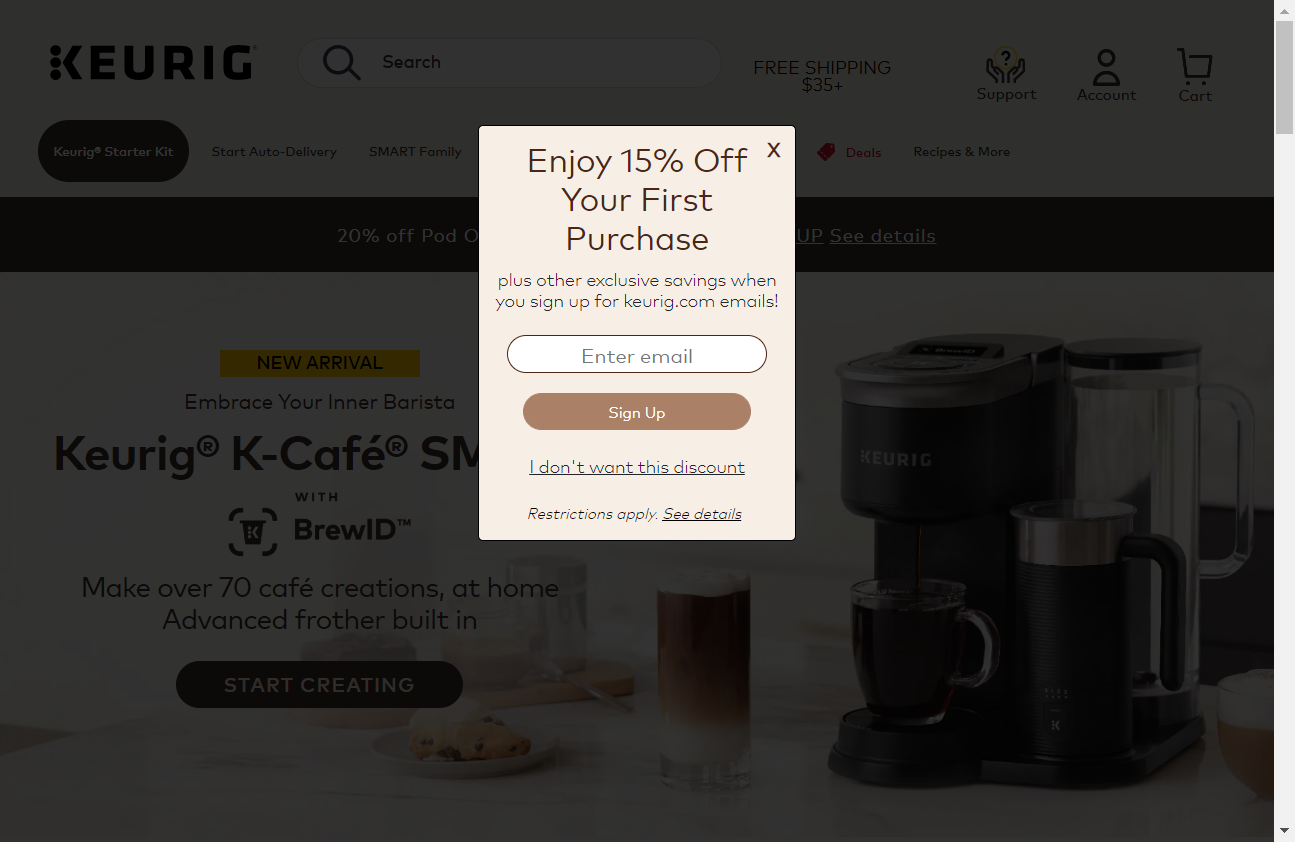 KEURIG®
Search
FREE SHIPPING
$35+
?
Support
Account
Cart
Keurig® Starter Kit
Start Auto-Delivery
SMART Family
Deals
Recipes & More
20% off Pod O
UP See details
X
Enjoy 15% Off
Your First
Purchase
plus other exclusive savings when
you sign up for keurig.com emails!
Enter email
Sign Up
I don't want this discount
Restrictions apply. See details
NEW ARRIVAL
Embrace Your Inner Barista
Keurig® K-Café® SM
WITH
BrewID™
Make over 70 café creations, at home
Advanced frother built in
START CREATING
BrewID
KEURIG
K